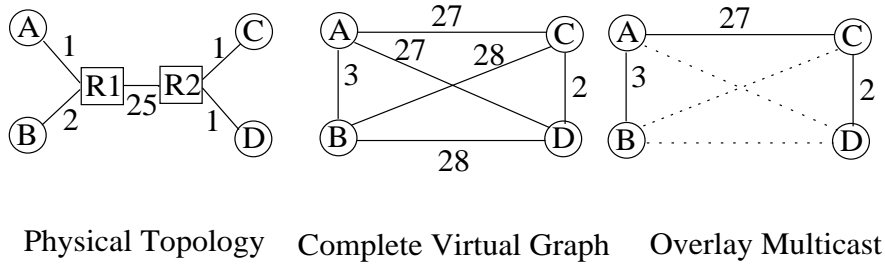 27
27
A
C
A
C
A
C
1
1
27
28
R1
R2
3
2
3
2
25
2
1
B
D
B
D
B
D
28
Physical Topology
Complete Virtual Graph
Overlay Multicast